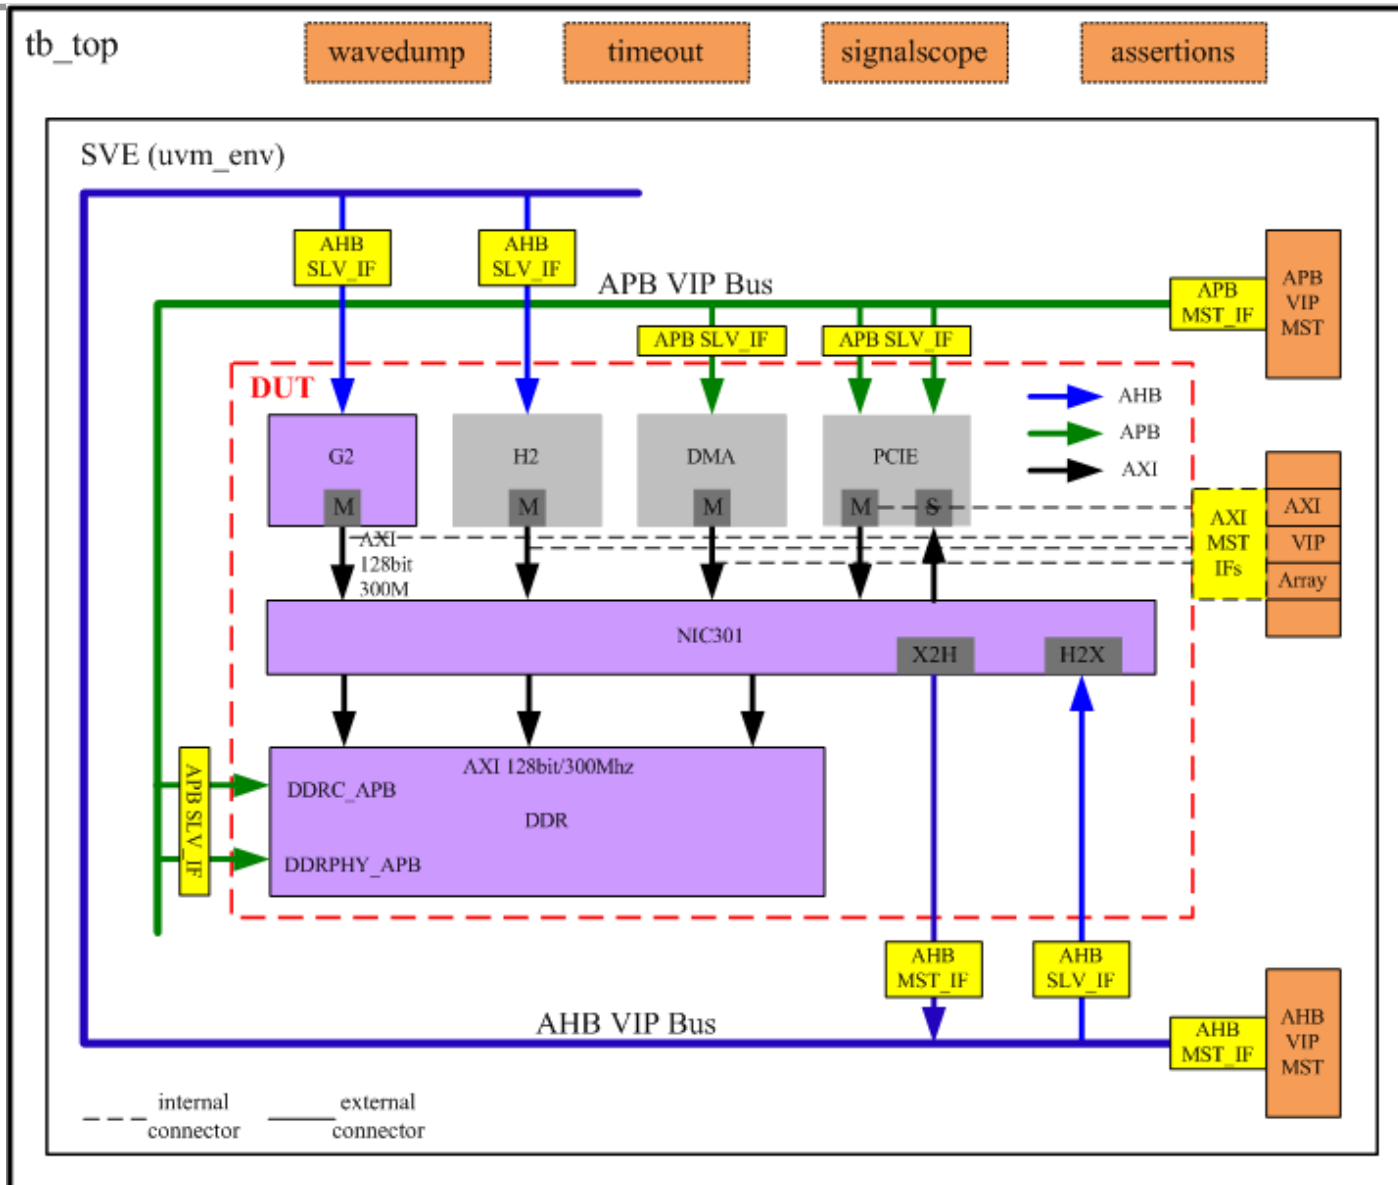 tb_top
wavedump
timeout
signalscope
assertions
SVE (uvm_env)
AHB
SLV_IF
AHB
SLV_IF
APB VIP Bus
APB
MST_IF
APB
VIP
MST
APB SLV_IF
APB SLV_IF
DUT
AHB
APB
AXI
G2
H2
DMA
PCIE
M
M
M
M
S
AXI
128bit
300M
AXI
MST
IFs
AXI
VIP
Array
NIC301
X2H
H2X
AXI 128bit/300Mhz
DDRC_APB
DDR
DDRPHY_APB
APB SLV_IF
AHB
MST_IF
AHB
SLV_IF
AHB VIP Bus
AHB
MST_IF
AHB
VIP
MST
internal
connector
external
connector